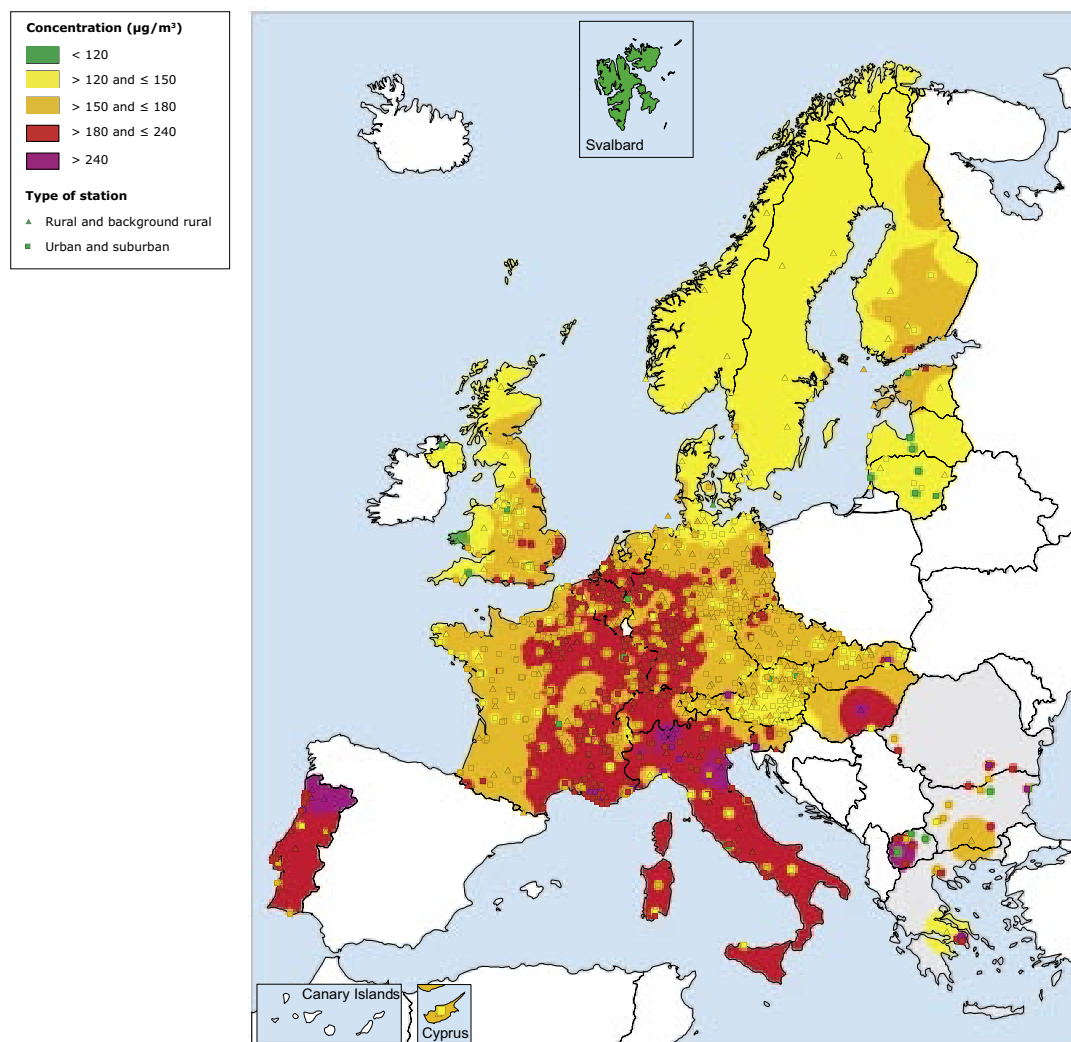 Concentration (µg/m³)
< 120
> 120 and ≤ 150
> 150 and ≤ 180
> 180 and ≤ 240
> 240
Type of station
Rural and background rural
Urban and suburban
Svalbard
Canary Islands
Cyprus